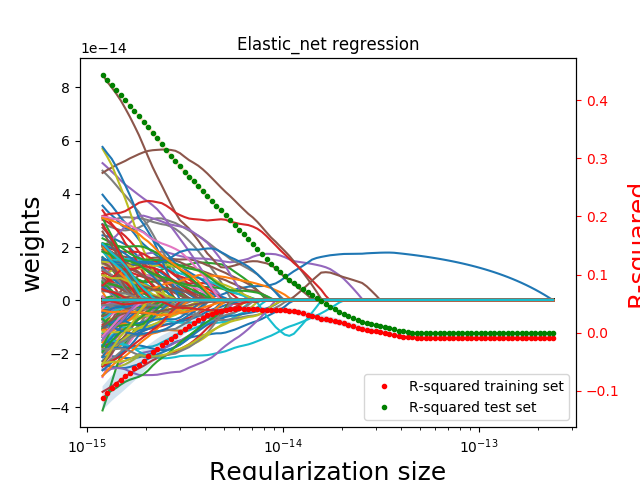 Elastic_net regression
1e−14
8
6
4
2
0
−2
−4
weights
0.4
0.3
0.2
0.1
0.0
−0.1
R-squared
R-squared training set
R-squared test set
10−15
10−14
10−13
Regularization size